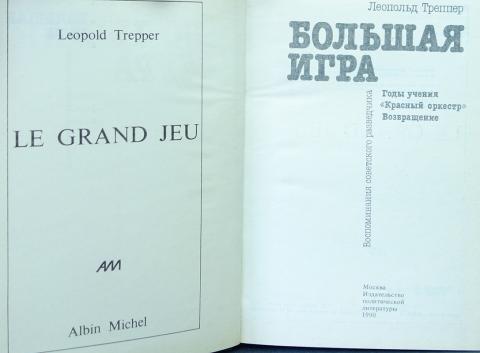 Leopold Trepper
LE GRAND JEU
AM
Albin Michel
Леопольд Треппер
БОЛЬШАЯ
ИГРА
Воспоминания советского разведчика
Годы учения
«Красный оркестр»
Возвращение
Москва
Издательство
политической
литературы
1990